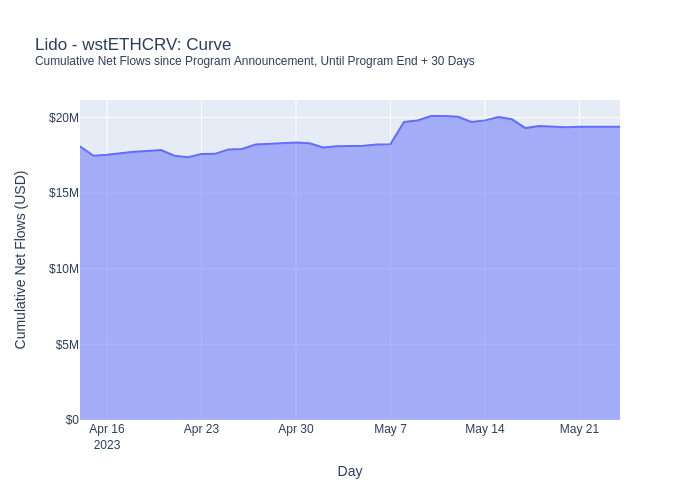 Lido - wstETHCRV: Curve
Cumulative Net Flows since Program Announcement, Until Program End + 30 Days
Cumulative Net Flows (USD)
$20M
$15M
$10M
$5M
$0
Apr 16
2023
Apr 23
Apr 30
May 7
May 14
May 21
Day